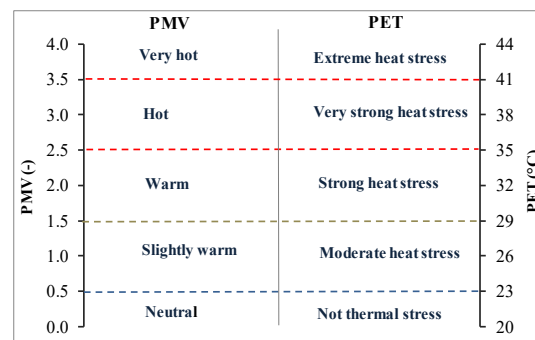 PMV PET
4.0 Very hot Extreme heat stress 44
3.5 41
3.0 Hot Very strong heat stress 38
2.5 35
2.0 Warm Strong heat stress 32
1.5 29
1.0 Slightly warm Moderate heat stress 26
0.5 23
0.0 Neutral Not thermal stress 20
PMV (-)
PET (°C)